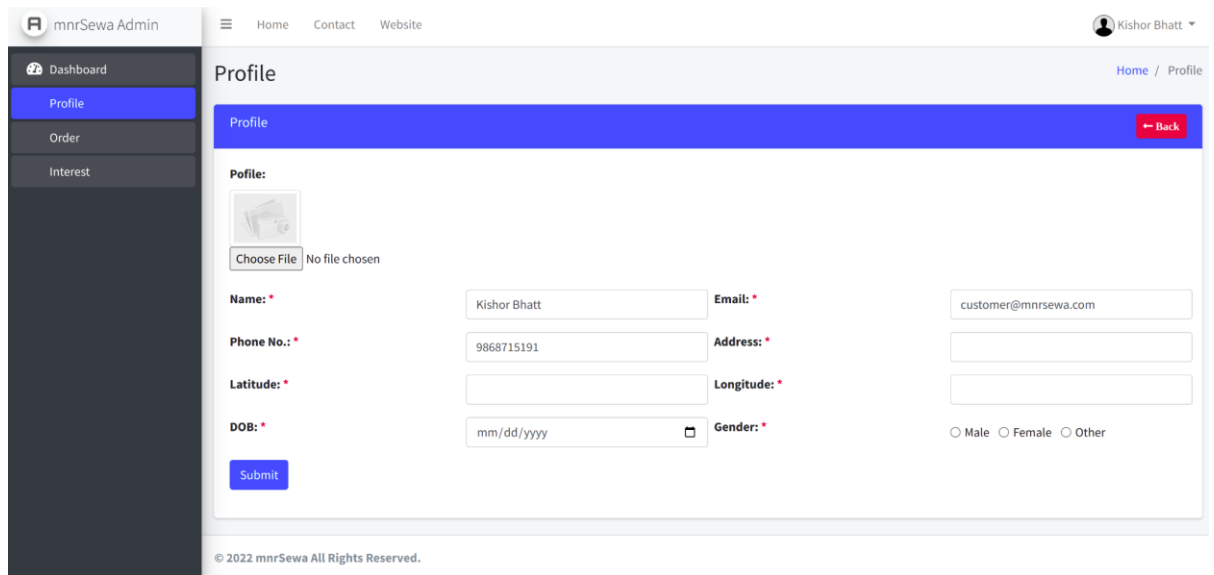 mnrSewa Admin
Home Contact Website
Kishor Bhatt
Dashboard
Profile
Order
Interest
Profile
Home / Profile
Profile
← Back
Pofile:
Choose File No file chosen
Name: * Kishor Bhatt Email: * customer@mnrsewa.com
Phone No.: * 9868715191 Address: *
Latitude: * Longitude: *
DOB: * mm/dd/yyyy Gender: * Male Female Other
Submit
© 2022 mnrSewa All Rights Reserved.